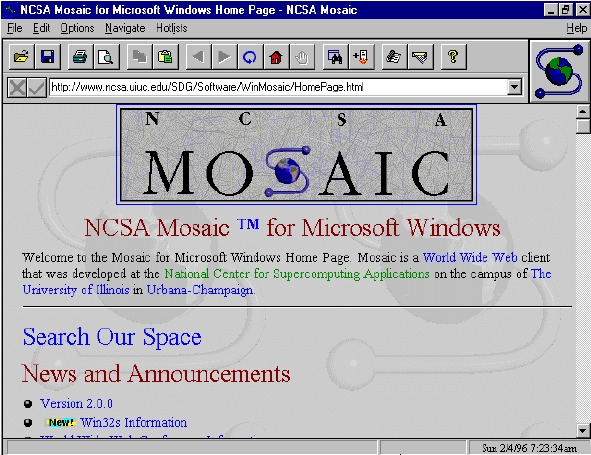 NCSA Mosaic for Microsoft Windows Home Page - NCSA Mosaic
File Edit Options Navigate Hotlists Help
http://www.ncsa.uiuc.edu/SDG/Software/WinMosaic/HomePage.html
N C S A
MOSAIC
NCSA Mosaic ™ for Microsoft Windows
Welcome to the Mosaic for Microsoft Windows Home Page. Mosaic is a World Wide Web client
that was developed at the National Center for Supercomputing Applications on the campus of The
University of Illinois in Urbana-Champaign.
Search Our Space
News and Announcements
Version 2.0.0
New! Win32s Information
Sun 2/4/96 7:23:34am